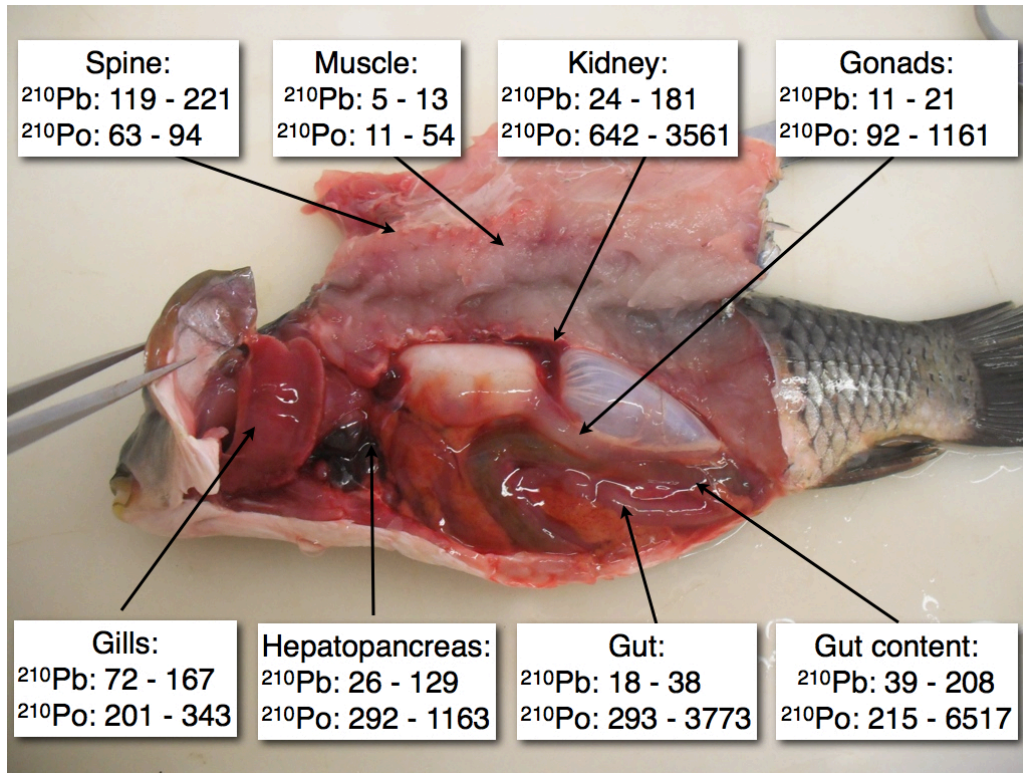 Spine:
²¹⁰Pb: 119 - 221
²¹⁰Po: 63 - 94
Muscle:
²¹⁰Pb: 5 - 13
²¹⁰Po: 11 - 54
Kidney:
²¹⁰Pb: 24 - 181
²¹⁰Po: 642 - 3561
Gonads:
²¹⁰Pb: 11 - 21
²¹⁰Po: 92 - 1161
Gills:
²¹⁰Pb: 72 - 167
²¹⁰Po: 201 - 343
Hepatopancreas:
²¹⁰Pb: 26 - 129
²¹⁰Po: 292 - 1163
Gut:
²¹⁰Pb: 18 - 38
²¹⁰Po: 293 - 3773
Gut content:
²¹⁰Pb: 39 - 208
²¹⁰Po: 215 - 6517